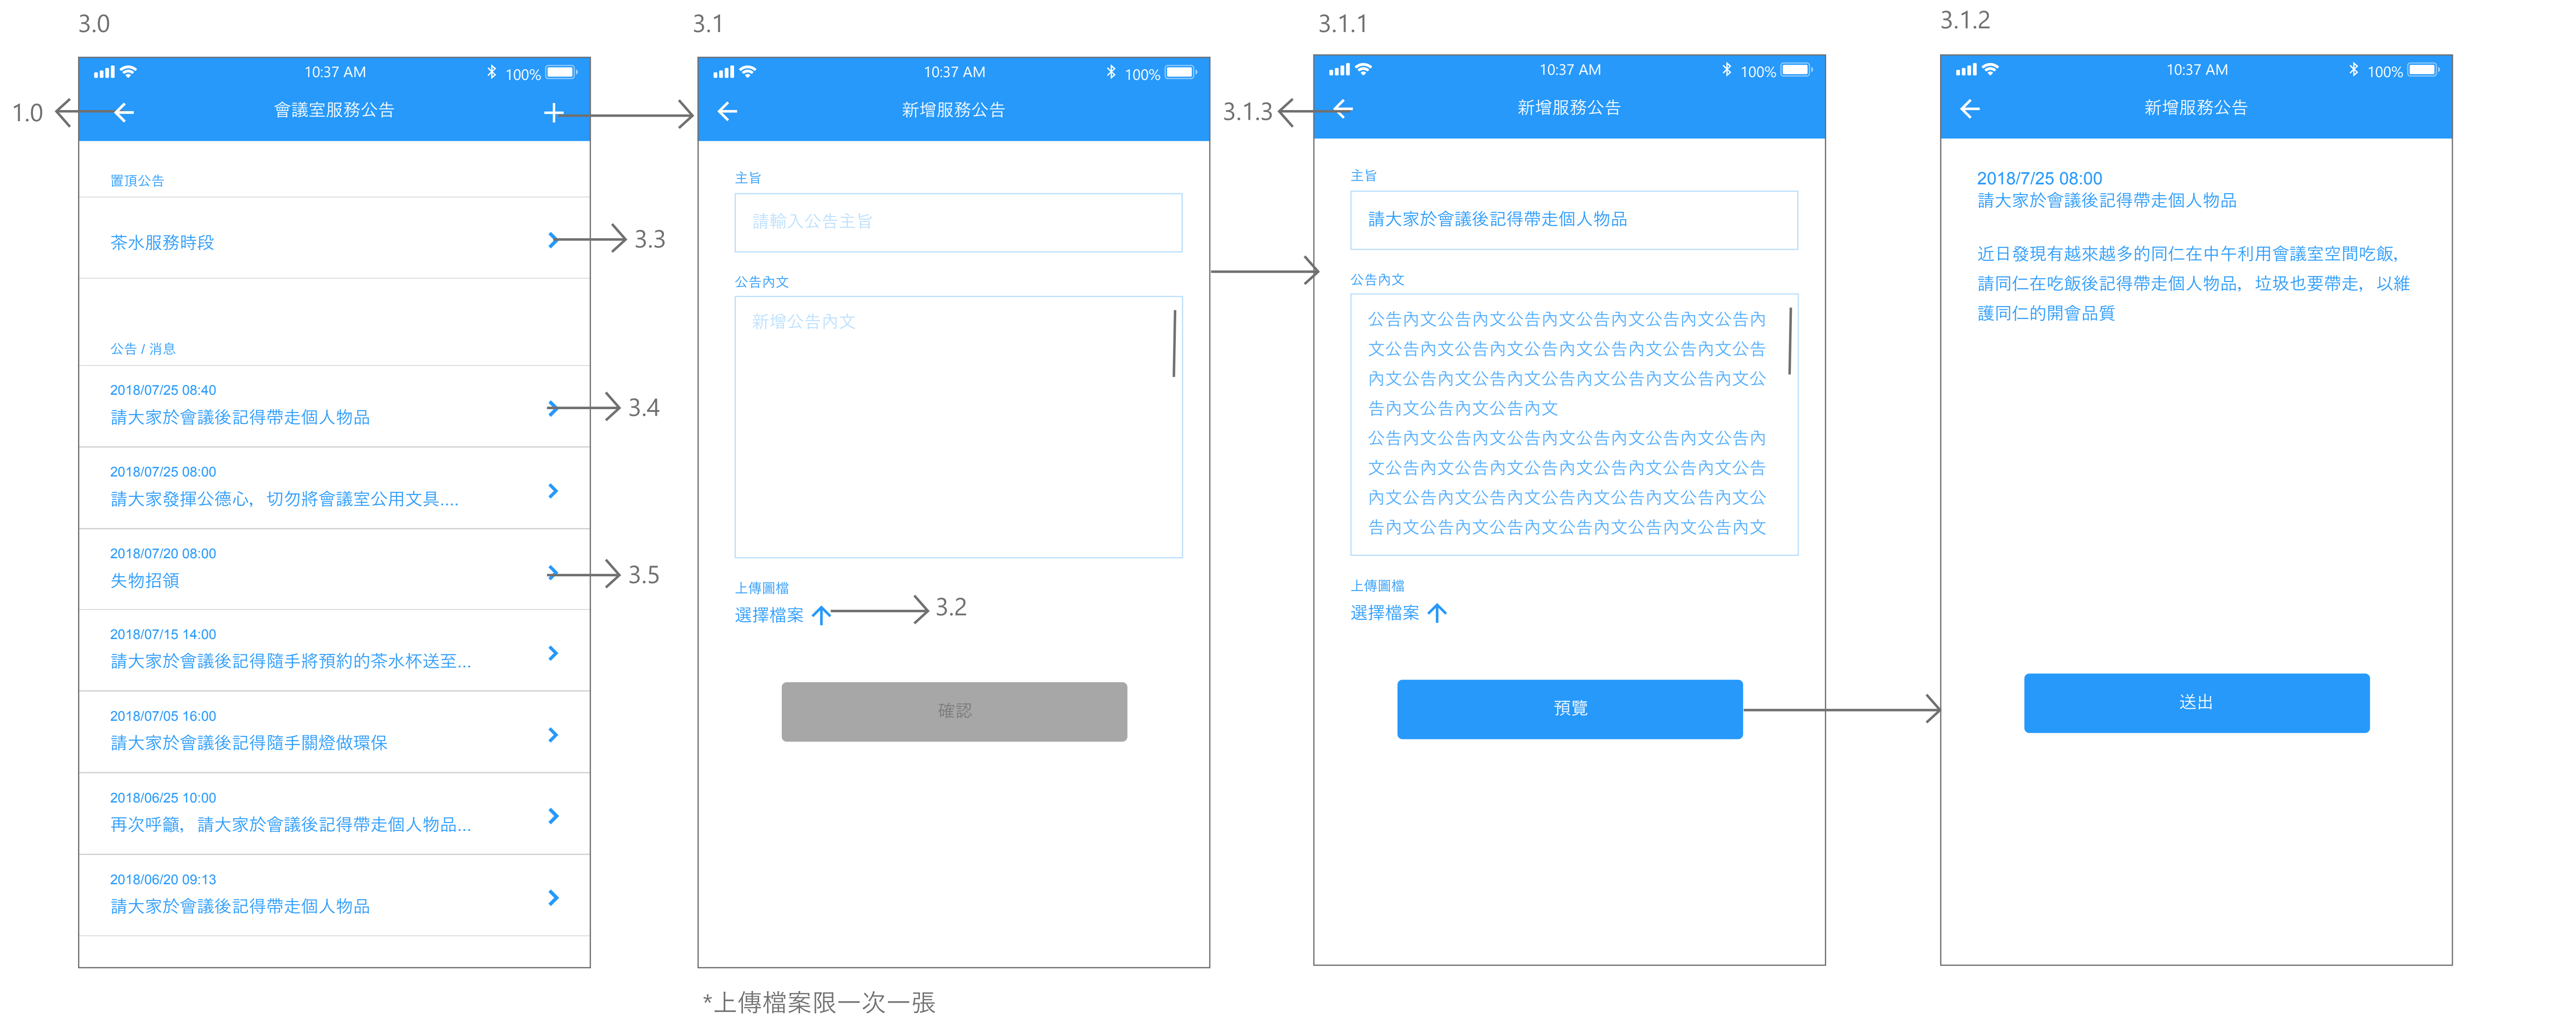 3.0
10:37 AM
100%
1.0
會議室服務公告
置頂公告
茶水服務時段
3.3
公告 / 消息
2018/07/25 08:40
請大家於會議後記得帶走個人物品
3.4
2018/07/25 08:00
請大家發揮公德心，切勿將會議室公用文具....
2018/07/20 08:00
失物招領
3.5
2018/07/15 14:00
請大家於會議後記得隨手將預約的茶水杯送至...
2018/07/05 16:00
請大家於會議後記得隨手關燈做環保
2018/06/25 10:00
再次呼籲，請大家於會議後記得帶走個人物品...
2018/06/20 09:13
請大家於會議後記得帶走個人物品
3.1
10:37 AM
100%
新增服務公告
主旨
請輸入公告主旨
公告內文
新增公告內文
上傳圖檔
選擇檔案
3.2
確認
*上傳檔案限一次一張
3.1.1
10:37 AM
100%
3.1.3
新增服務公告
主旨
請大家於會議後記得帶走個人物品
公告內文
公告內文公告內文公告內文公告內文公告內文公告內
文公告內文公告內文公告內文公告內文公告內文公告
內文公告內文公告內文公告內文公告內文公告內文公
告內文公告內文公告內文
公告內文公告內文公告內文公告內文公告內文公告內
文公告內文公告內文公告內文公告內文公告內文公告
內文公告內文公告內文公告內文公告內文公告內文公
告內文公告內文公告內文公告內文公告內文公告內文
上傳圖檔
選擇檔案
預覽
3.1.2
10:37 AM
100%
新增服務公告
2018/7/25 08:00
請大家於會議後記得帶走個人物品
近日發現有越來越多的同仁在中午利用會議室空間吃飯，
請同仁在吃飯後記得帶走個人物品，垃圾也要帶走，以維
護同仁的開會品質
送出